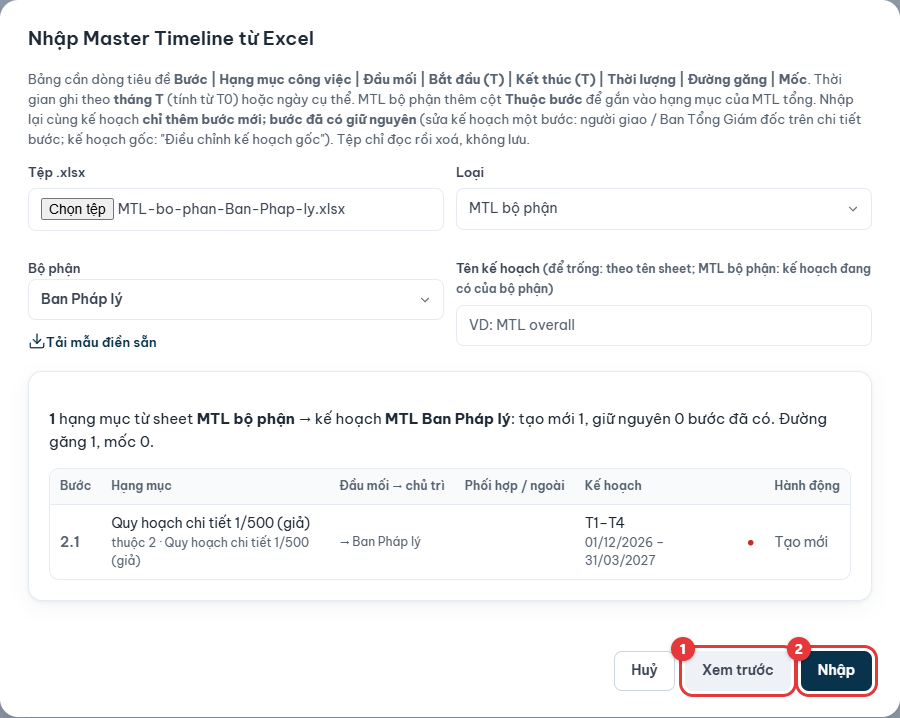 Nhập Master Timeline từ Excel
Bảng cần dòng tiêu đề Bước | Hạng mục công việc | Đầu mối | Bắt đầu (T) | Kết thúc (T) | Thời lượng | Đường găng | Mốc. Thời
gian ghi theo tháng T (tính từ T0) hoặc ngày cụ thể. MTL bộ phận thêm cột Thuộc bước để gắn vào hạng mục của MTL tổng. Nhập
lại cùng kế hoạch chỉ thêm bước mới; bước đã có giữ nguyên (sửa kế hoạch một bước: người giao / Ban Tổng Giám đốc trên chi tiết
bước; kế hoạch gốc: "Điều chỉnh kế hoạch gốc"). Tệp chỉ đọc rồi xoá, không lưu.
Tệp .xlsx
Loại
Chọn tệp MTL-bo-phan-Ban-Phap-ly.xlsx
MTL bộ phận
Bộ phận
Tên kế hoạch (để trống: theo tên sheet; MTL bộ phận: kế hoạch đang
có của bộ phận)
Ban Pháp lý
VD: MTL overall
Tải mẫu điền sẵn
1 hạng mục từ sheet MTL bộ phận → kế hoạch MTL Ban Pháp lý: tạo mới 1, giữ nguyên 0 bước đã có. Đường
găng 1, mốc 0.
Bước Hạng mục Đầu mối → chủ trì Phối hợp / ngoài Kế hoạch Hành động
2.1 Quy hoạch chi tiết 1/500 (giả) → Ban Pháp lý T1–T4 Tạo mới
thuộc 2 · Quy hoạch chi tiết 1/500 01/12/2026 –
(giả) 31/03/2027
1 2
Huỷ Xem trước Nhập